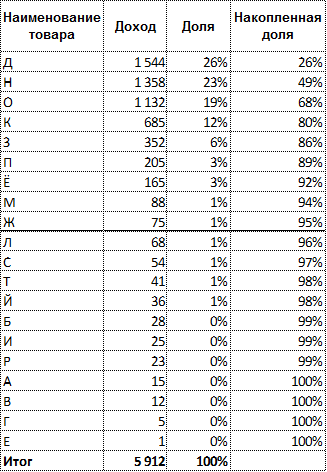 Наименование товара Доход Доля Накопленная доля
Д 1 544 26% 26%
Н 1 358 23% 49%
О 1 132 19% 68%
К 685 12% 80%
З 352 6% 86%
П 205 3% 89%
Ё 165 3% 92%
М 88 1% 94%
Ж 75 1% 95%
Л 68 1% 96%
С 54 1% 97%
Т 41 1% 98%
Й 36 1% 98%
Б 28 0% 99%
И 25 0% 99%
Р 23 0% 99%
А 15 0% 100%
В 12 0% 100%
Г 5 0% 100%
Е 1 0% 100%
Итог 5 912 100%